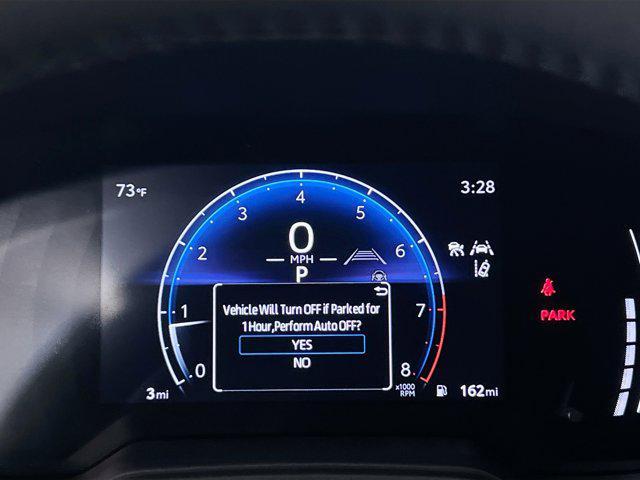 73°F
3:28
4
3
5
0
2
6
MPH
P
Vehicle Will Turn OFF if Parked for
1 Hour,Perform Auto OFF?
1
7
PARK
YES
NO
0
8
x1000
RPM
3mi
162mi